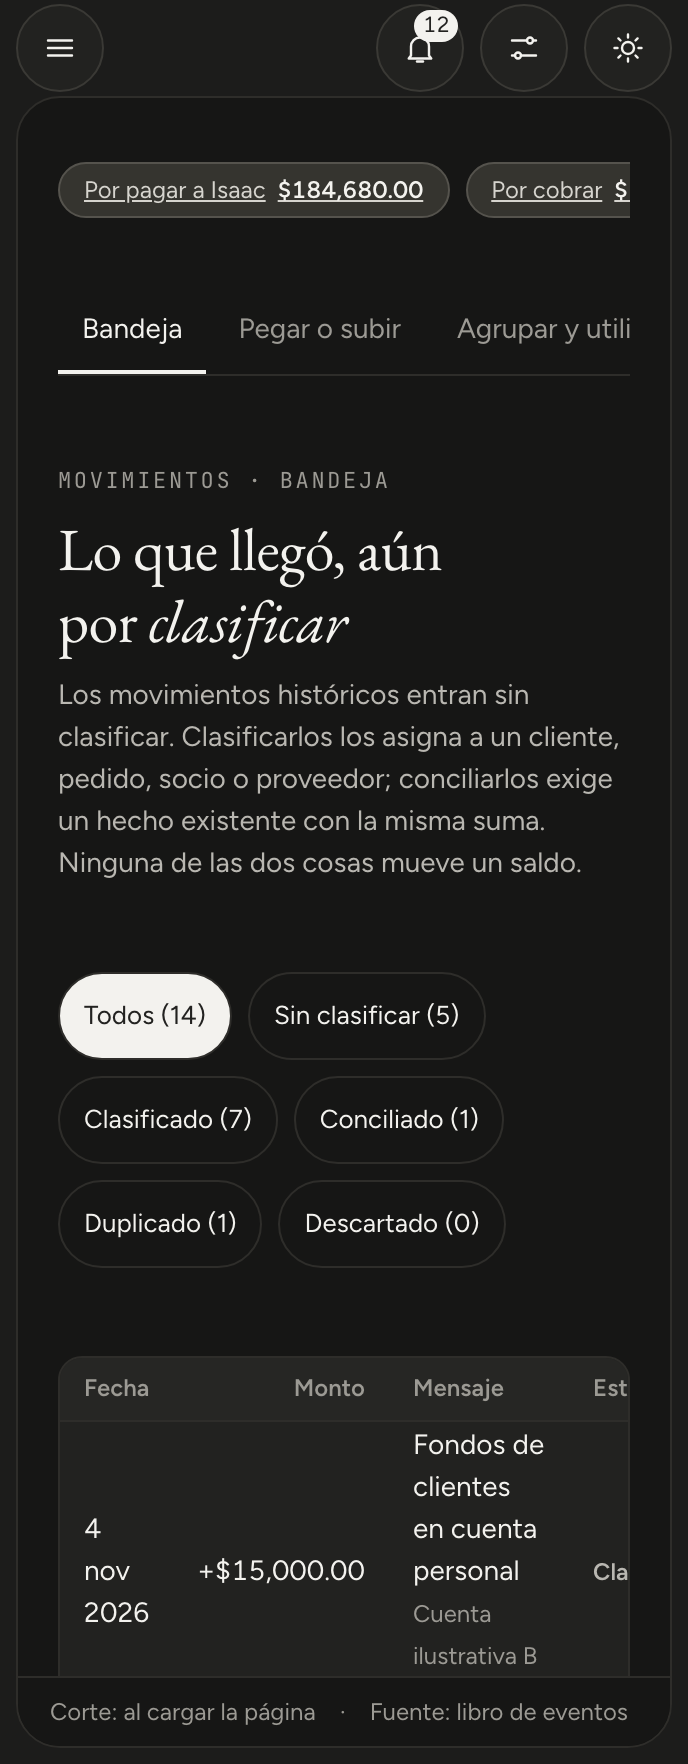 12
Por pagar a Isaac $184,680.00 Por cobrar $
Bandeja Pegar o subir Agrupar y utili
MOVIMIENTOS · BANDEJA
Lo que llegó, aún
por clasificar
Los movimientos históricos entran sin
clasificar. Clasificarlos los asigna a un cliente,
pedido, socio o proveedor; conciliarlos exige
un hecho existente con la misma suma.
Ninguna de las dos cosas mueve un saldo.
Todos (14) Sin clasificar (5)
Clasificado (7) Conciliado (1)
Duplicado (1) Descartado (0)
Fecha Monto Mensaje Est
4
nov
2026
+$15,000.00
Fondos de
clientes
en cuenta
personal
Cuenta
ilustrativa B
Cla
Corte: al cargar la página · Fuente: libro de eventos